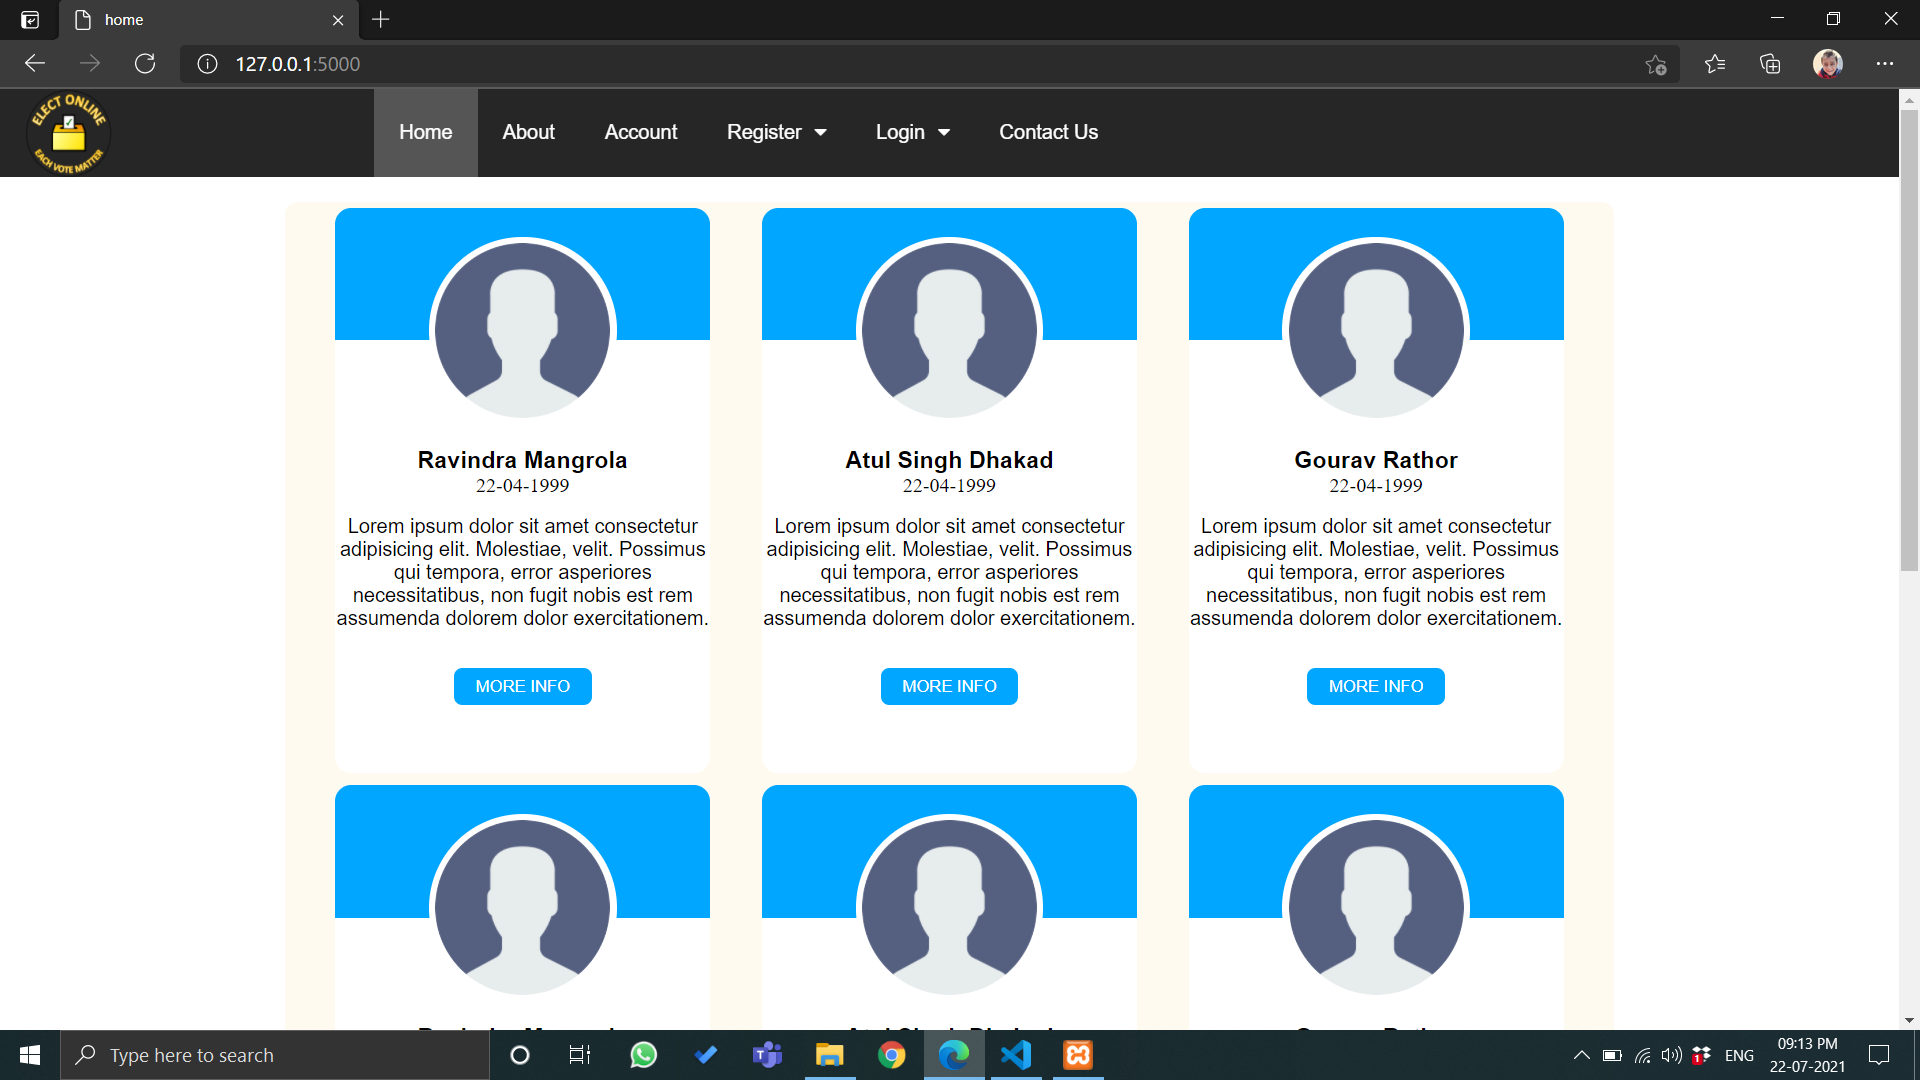 home
127.0.0.1:5000
ELECT ONLINE
EACH VOTE MATTER
Home About Account Register Login Contact Us
Ravindra Mangrola
22-04-1999
Lorem ipsum dolor sit amet consectetur
adipisicing elit. Molestiae, velit. Possimus
qui tempora, error asperiores
necessitatibus, non fugit nobis est rem
assumenda dolorem dolor exercitationem.
MORE INFO
Atul Singh Dhakad
22-04-1999
Lorem ipsum dolor sit amet consectetur
adipisicing elit. Molestiae, velit. Possimus
qui tempora, error asperiores
necessitatibus, non fugit nobis est rem
assumenda dolorem dolor exercitationem.
MORE INFO
Gourav Rathor
22-04-1999
Lorem ipsum dolor sit amet consectetur
adipisicing elit. Molestiae, velit. Possimus
qui tempora, error asperiores
necessitatibus, non fugit nobis est rem
assumenda dolorem dolor exercitationem.
MORE INFO
Type here to search
1
ENG
09:13 PM
22-07-2021